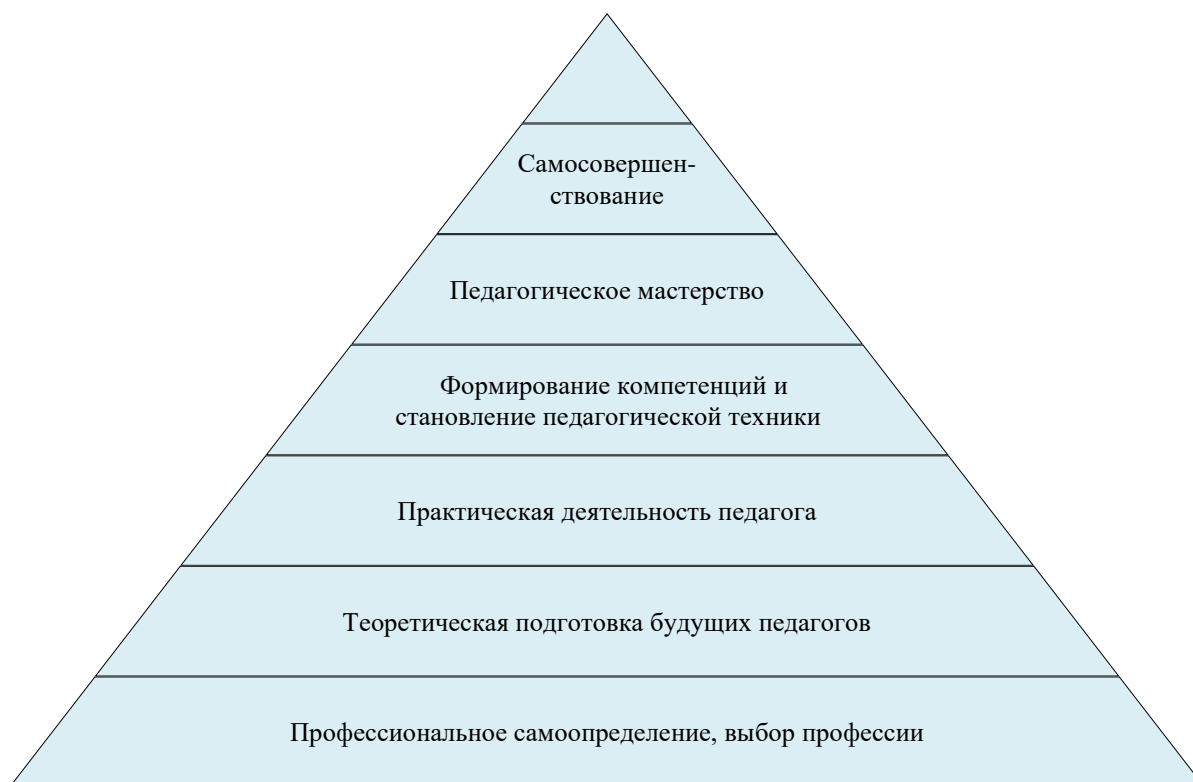 Самосовершен-
ствование
Педагогическое мастерство
Формирование компетенций и
становление педагогической техники
Практическая деятельность педагога
Теоретическая подготовка будущих педагогов
Профессиональное самоопределение, выбор профессии